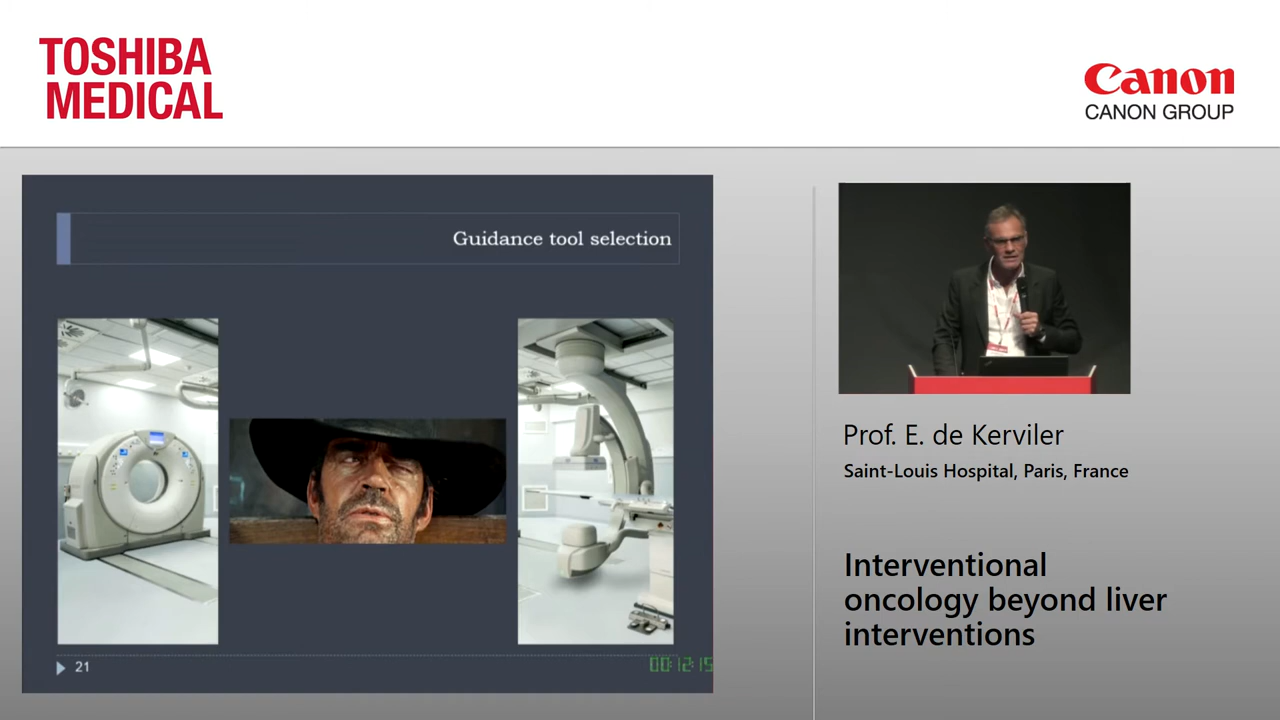 TOSHIBA
MEDICAL
Canon
CANON GROUP
Guidance tool selection
21
00:12:15
Prof. E. de Kerviler
Saint-Louis Hospital, Paris, France
Interventional
oncology beyond liver
interventions